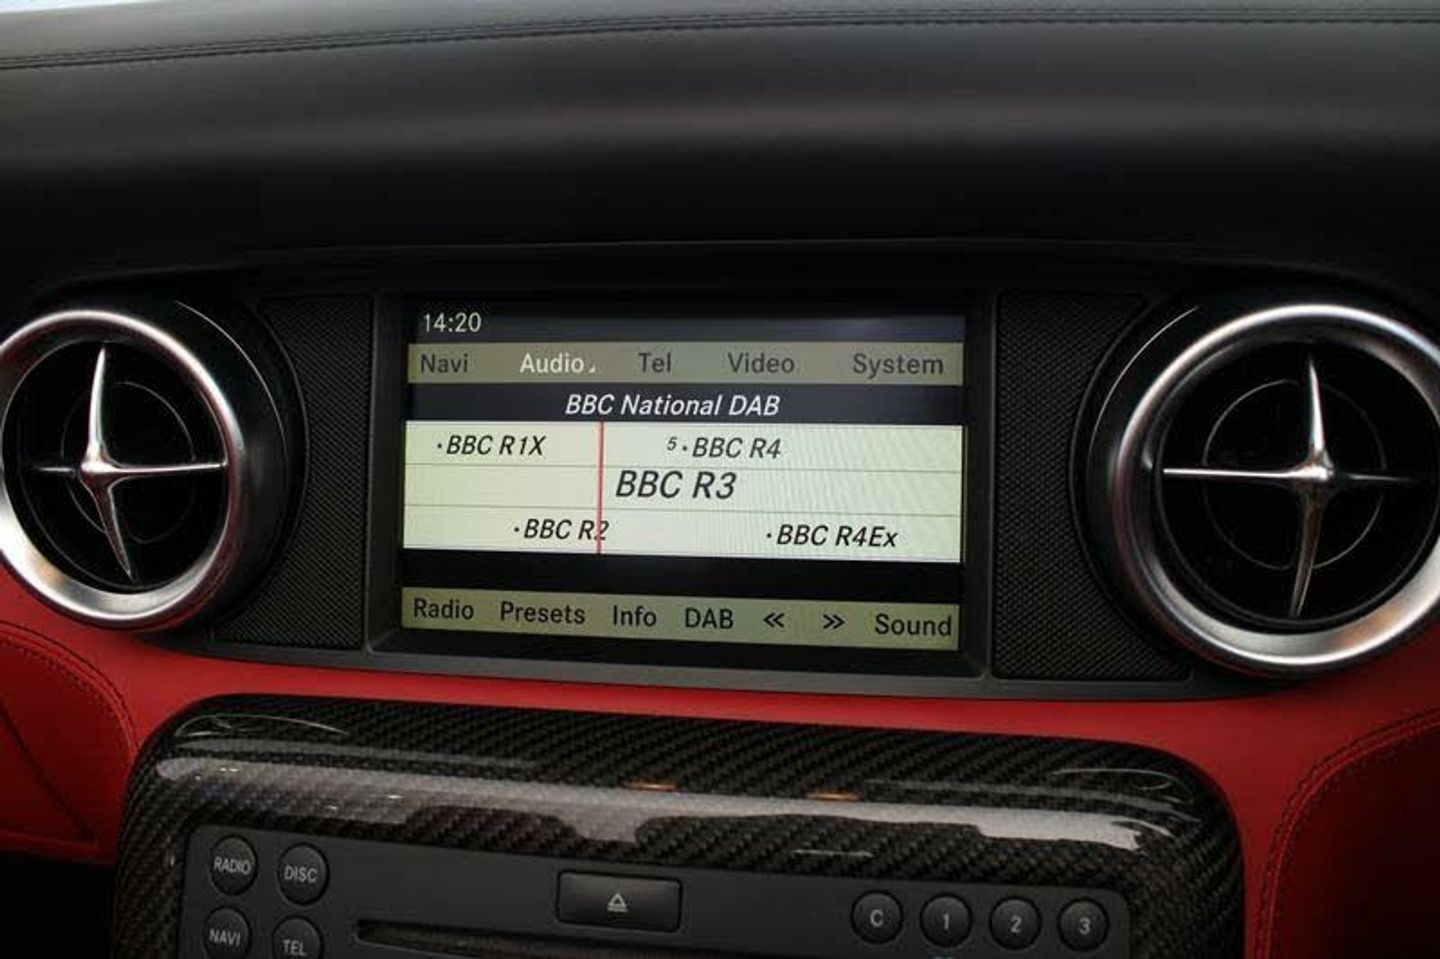 14:20
Navi Audio Tel Video System
BBC National DAB
·BBC R1X 5·BBC R4
BBC R3
·BBC R2 ·BBC R4Ex
Radio Presets Info DAB << >> Sound
RADIO DISC
C 1 2 3
NAVI TEL